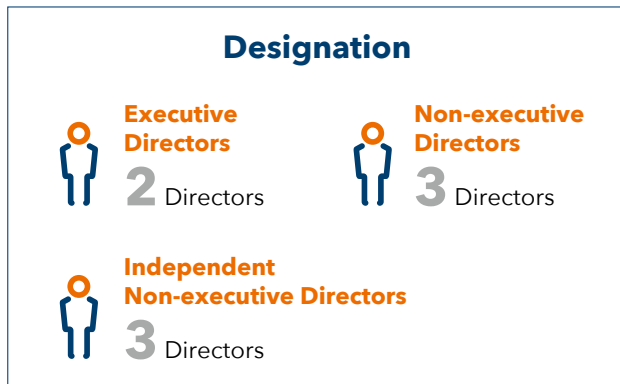 Designation
Executive
Directors
2 Directors
Non-executive
Directors
3 Directors
Independent
Non-executive Directors
3 Directors